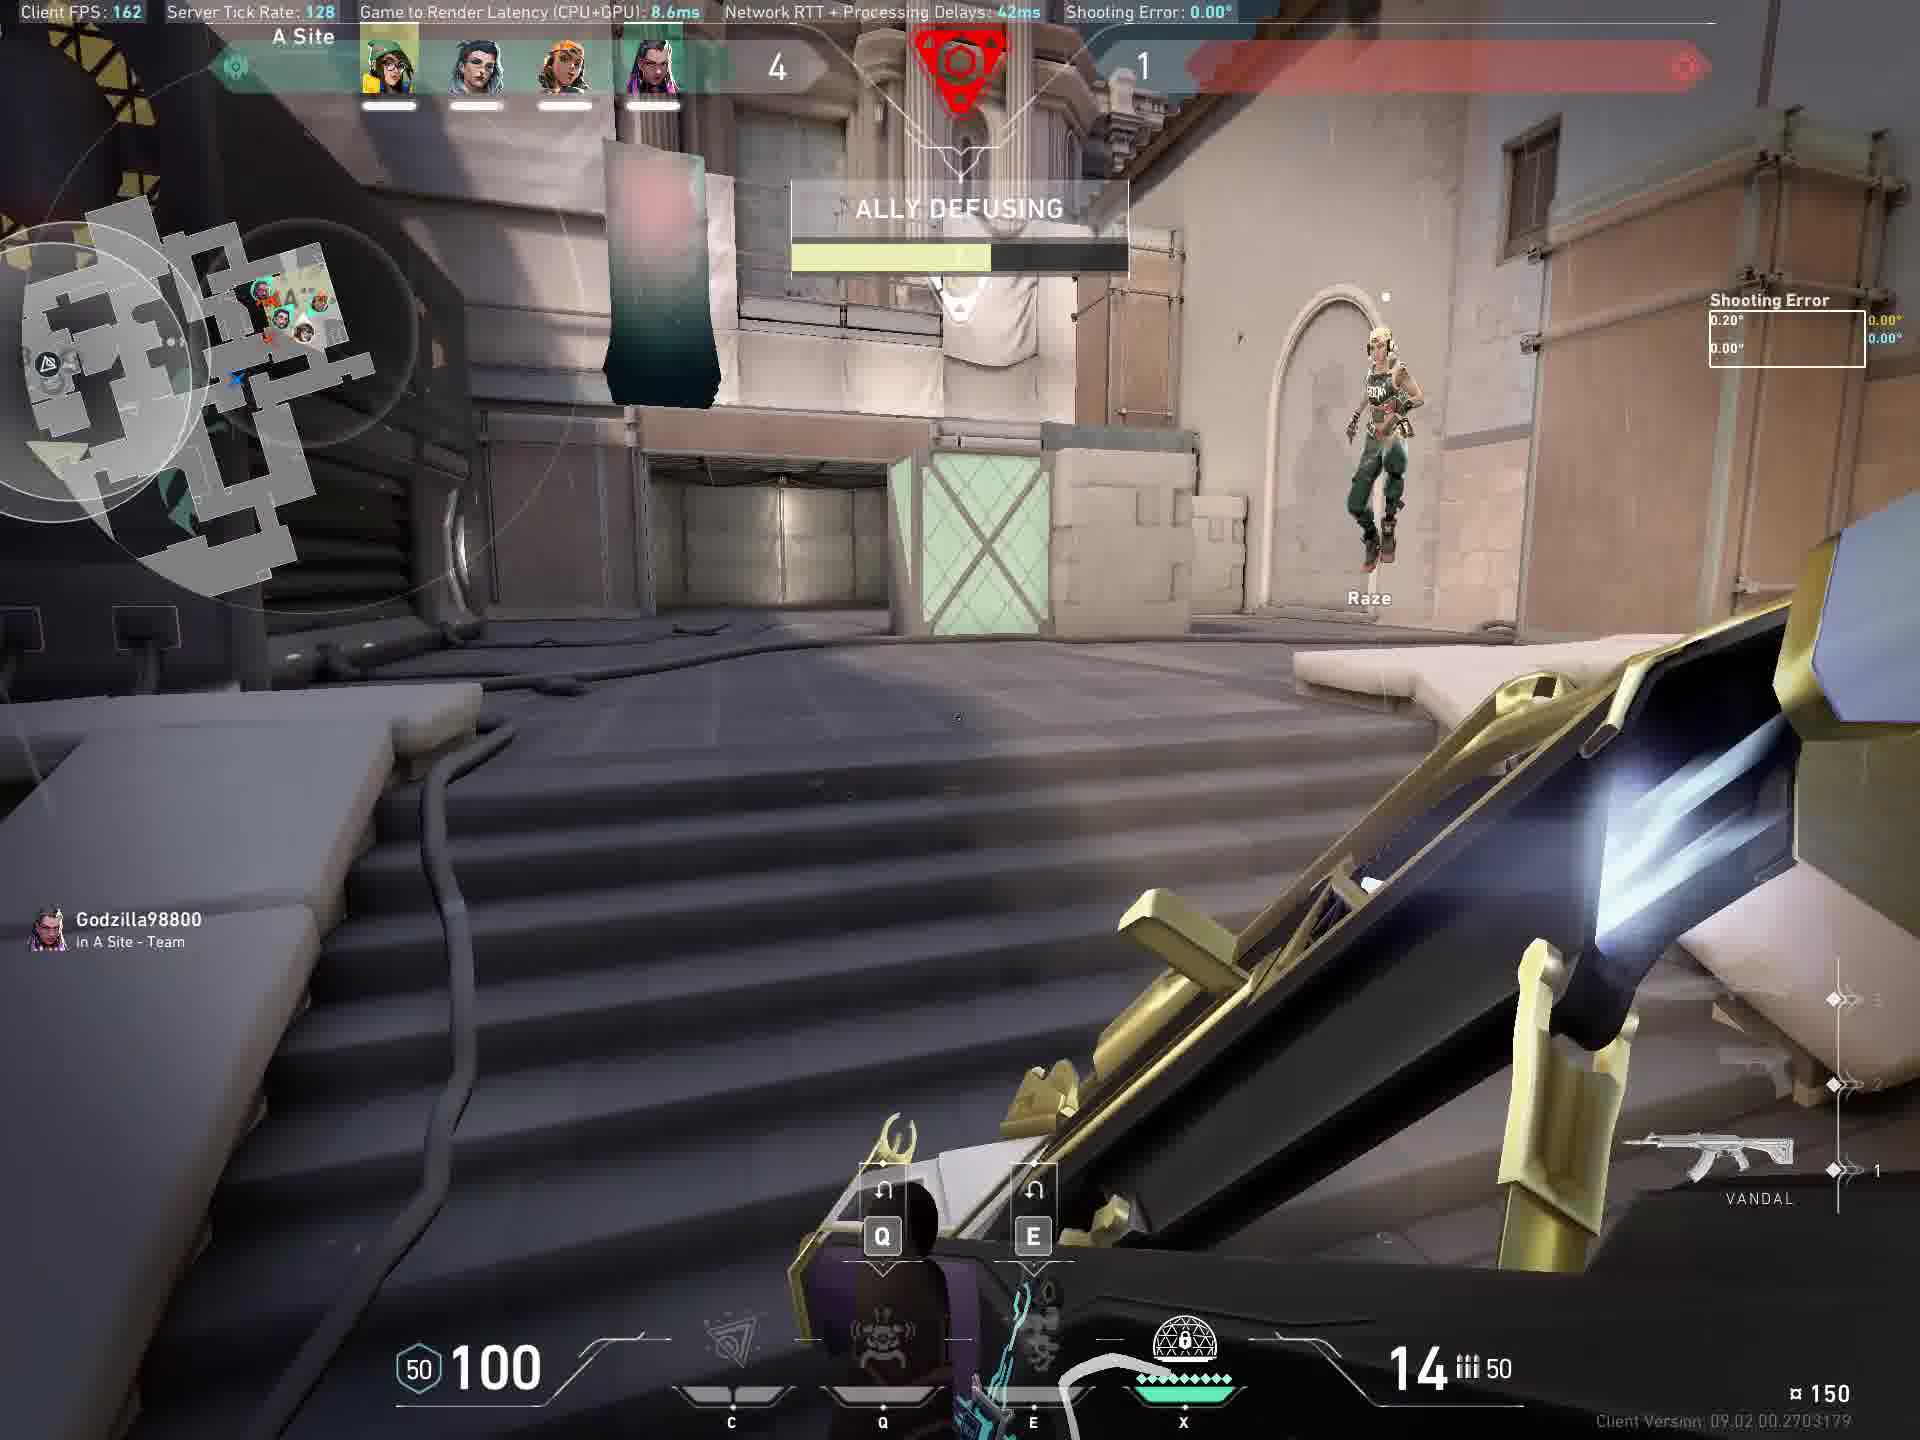 Client FPS: 162 Server Tick Rate: 128 Game to Render Latency (CPU+GPU): 8.6ms Network RTT + Processing Delays: 42ms Shooting Error: 0.00°
A Site
4
1
ALLY DEFUSING
Shooting Error
0.20°
0.00°
0.00°
0.00°
Raze
Godzilla98800
in A Site - Team
3
2
1
VANDAL
Q
E
50 100
14 50
C
Q
E
X
¤ 150
Client Version: 09.02.00.2703179